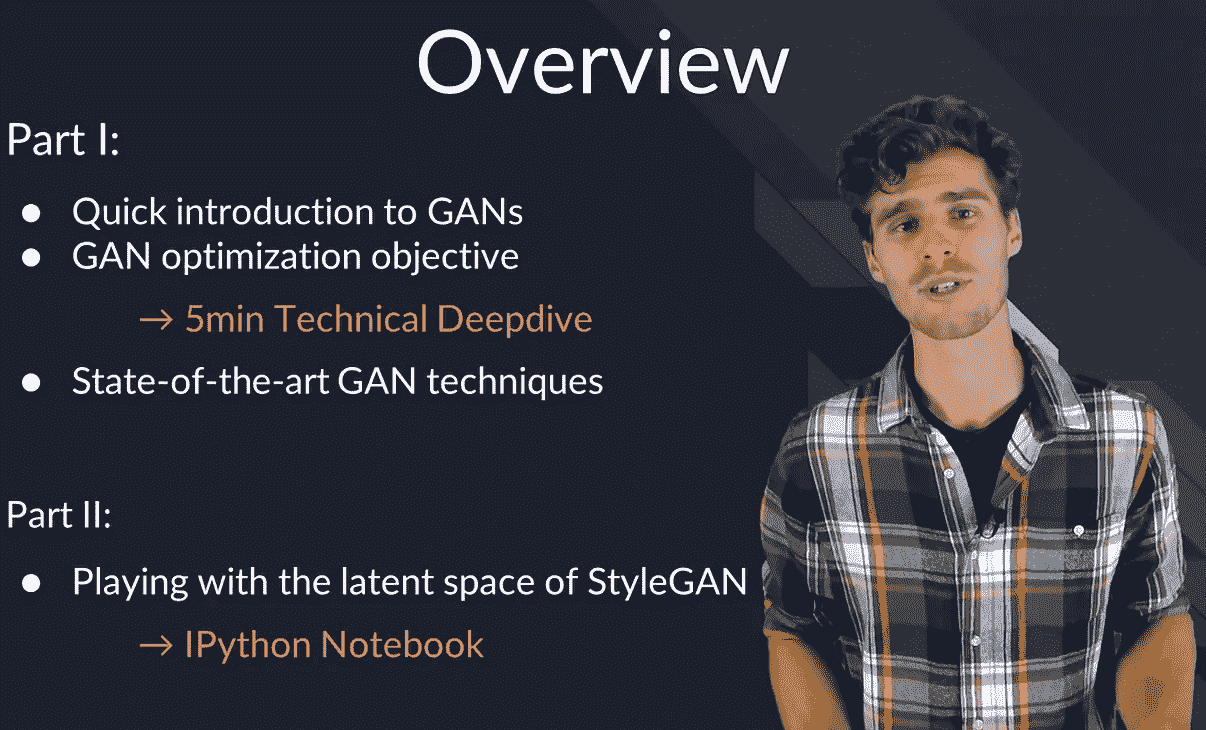 Overview
Part I:
● Quick introduction to GANs
● GAN optimization objective
→ 5min Technical Deepdive
● State-of-the-art GAN techniques
Part II:
● Playing with the latent space of StyleGAN
→ IPython Notebook